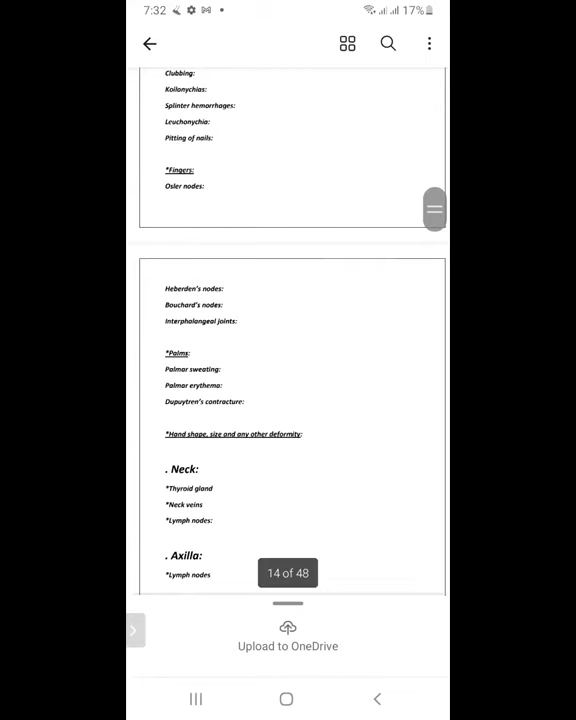 7:32
17%
Clubbing:
Koilonychias:
Splinter hemorrhages:
Leuchonychia:
Pitting of nails:
*Fingers:
Osler nodes:
Heberden's nodes:
Bouchard's nodes:
Interphalangeal joints:
*Palms:
Palmar sweating:
Palmar erythema:
Dupuytren's contracture:
*Hand shape, size and any other deformity:
. Neck:
*Thyroid gland
*Neck veins
*Lymph nodes:
. Axilla:
*Lymph nodes
14 of 48
Upload to OneDrive